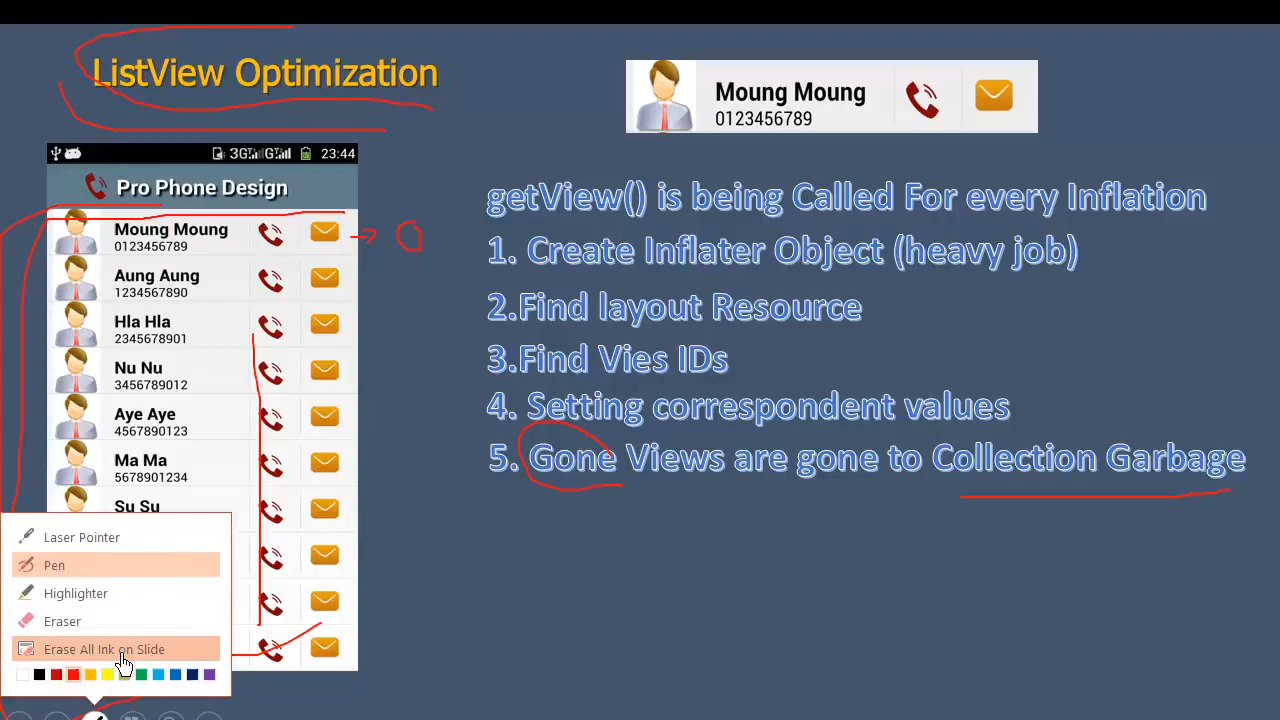 ListView Optimization
Moung Moung
0123456789
3G G 23:44
Pro Phone Design
Moung Moung
0123456789
Aung Aung
1234567890
Hla Hla
2345678901
Nu Nu
3456789012
Aye Aye
4567890123
Ma Ma
5678901234
Su Su
getView() is being Called For every Inflation
1. Create Inflater Object (heavy job)
2.Find layout Resource
3.Find Vies IDs
4. Setting correspondent values
5. Gone Views are gone to Collection Garbage
Laser Pointer
Pen
Highlighter
Eraser
Erase All Ink on Slide